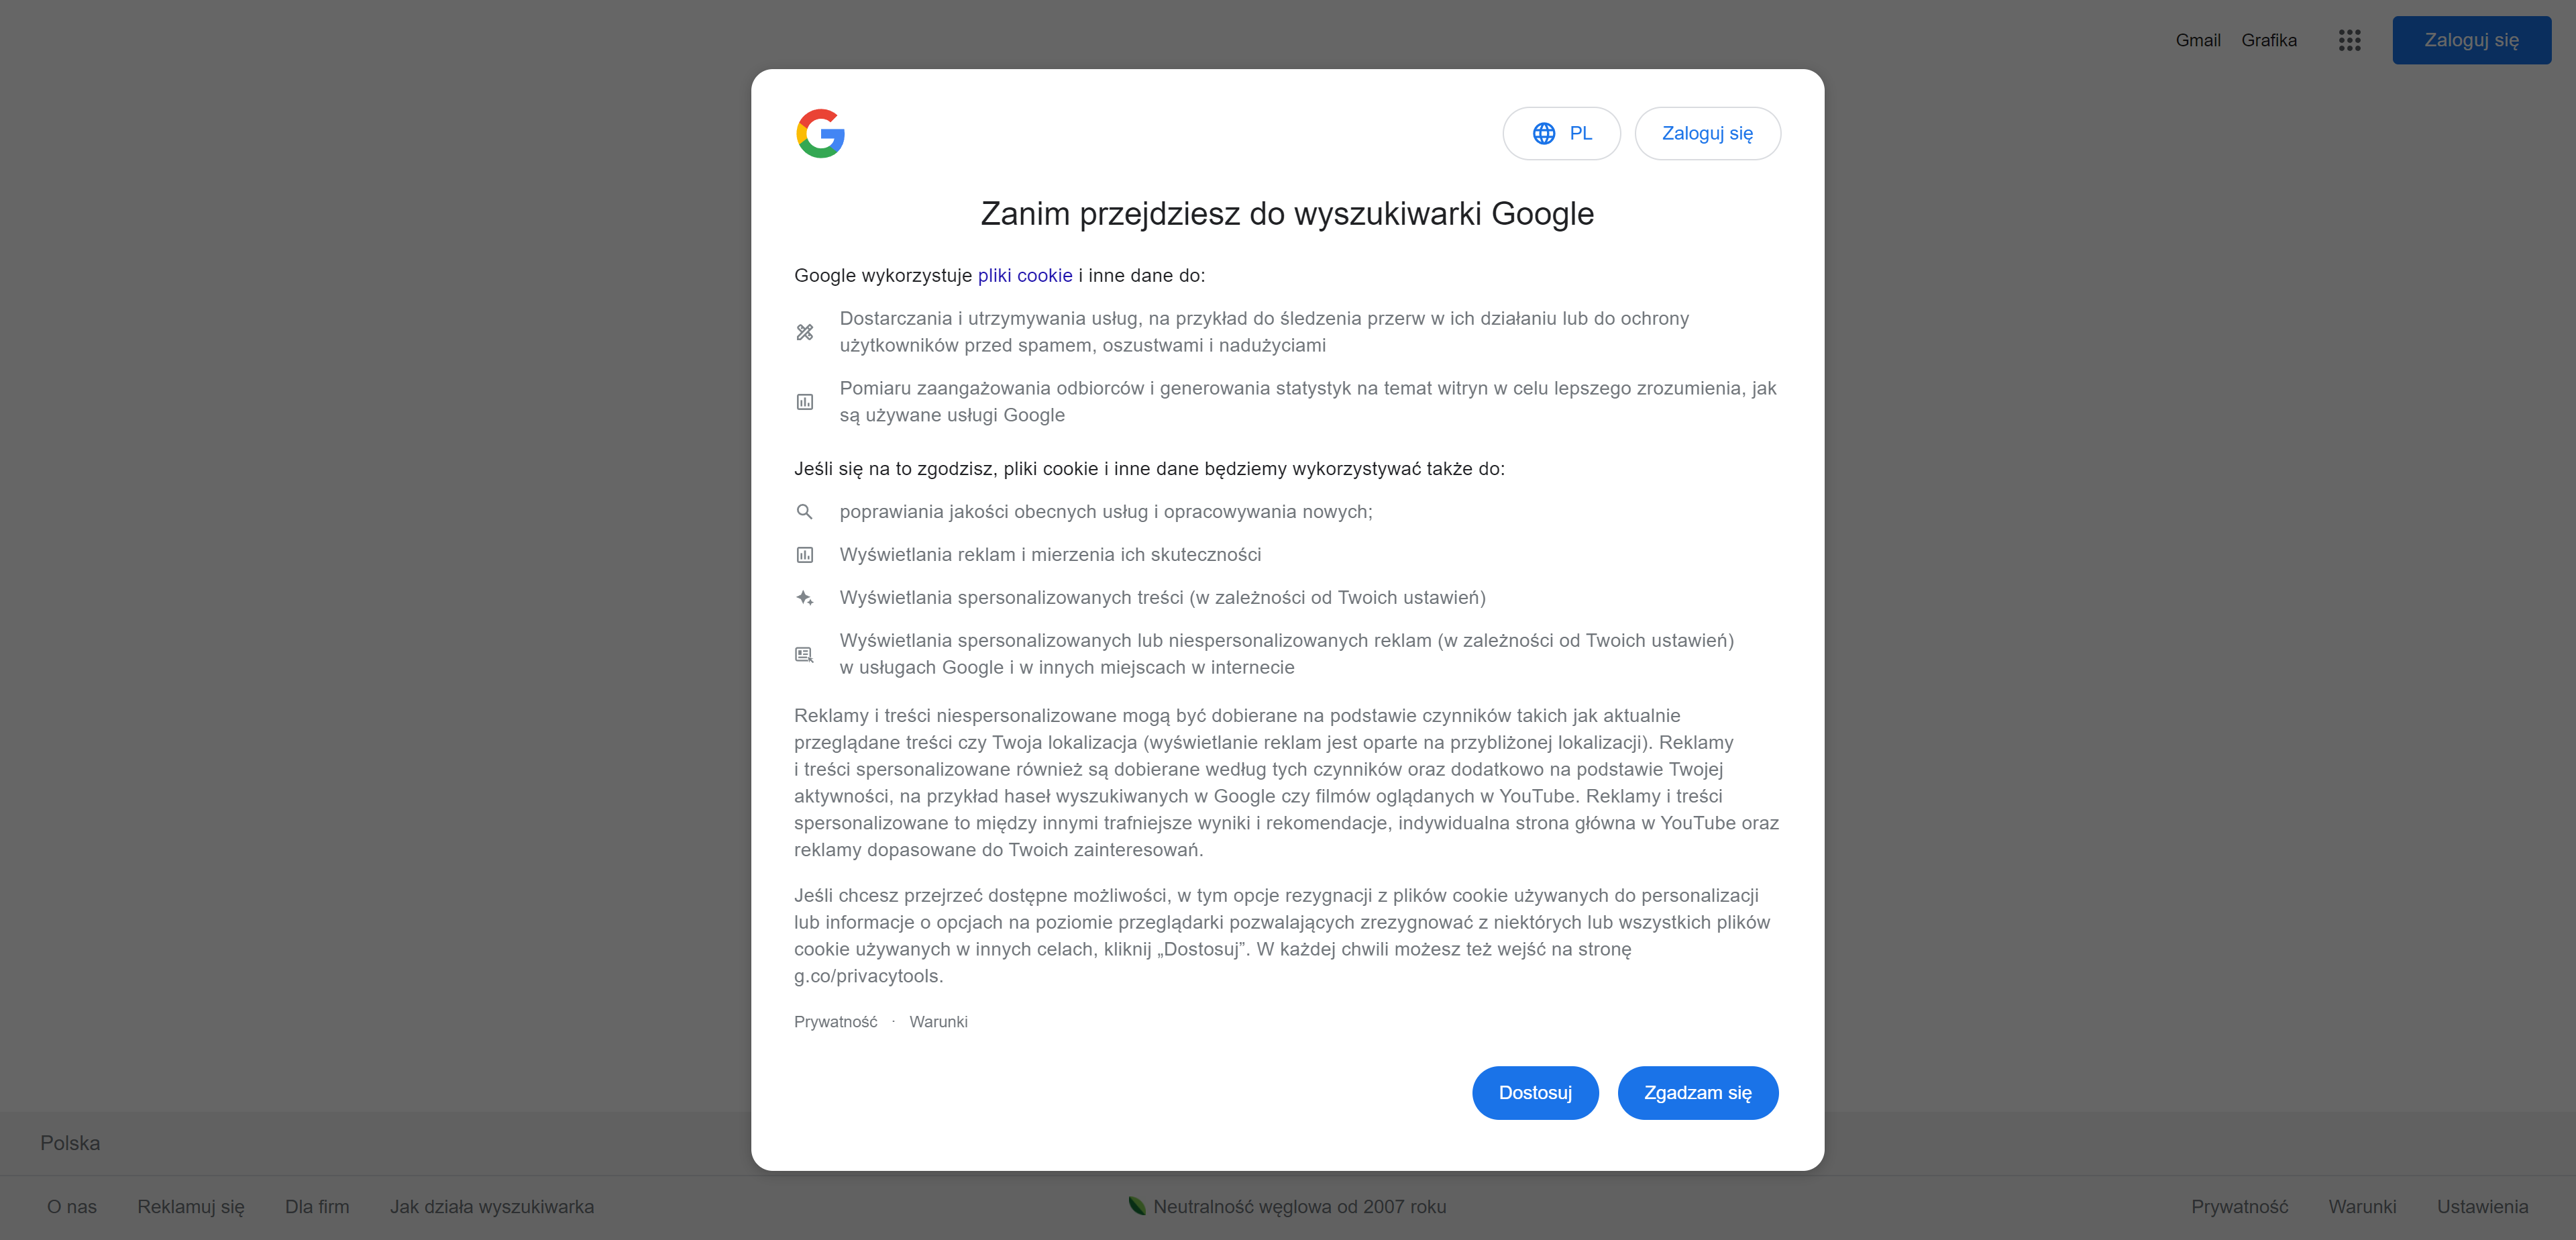 Gmail Grafika Zaloguj się
PL Zaloguj się
Zanim przejdziesz do wyszukiwarki Google
Google wykorzystuje pliki cookie i inne dane do:
Dostarczania i utrzymywania usług, na przykład do śledzenia przerw w ich działaniu lub do ochrony
użytkowników przed spamem, oszustwami i nadużyciami
Pomiaru zaangażowania odbiorców i generowania statystyk na temat witryn w celu lepszego zrozumienia, jak
są używane usługi Google
Jeśli się na to zgodzisz, pliki cookie i inne dane będziemy wykorzystywać także do:
poprawiania jakości obecnych usług i opracowywania nowych;
Wyświetlania reklam i mierzenia ich skuteczności
Wyświetlania spersonalizowanych treści (w zależności od Twoich ustawień)
Wyświetlania spersonalizowanych lub niespersonalizowanych reklam (w zależności od Twoich ustawień)
w usługach Google i w innych miejscach w internecie
Reklamy i treści niespersonalizowane mogą być dobierane na podstawie czynników takich jak aktualnie
przeglądane treści czy Twoja lokalizacja (wyświetlanie reklam jest oparte na przybliżonej lokalizacji). Reklamy
i treści spersonalizowane również są dobierane według tych czynników oraz dodatkowo na podstawie Twojej
aktywności, na przykład haseł wyszukiwanych w Google czy filmów oglądanych w YouTube. Reklamy i treści
spersonalizowane to między innymi trafniejsze wyniki i rekomendacje, indywidualna strona główna w YouTube oraz
reklamy dopasowane do Twoich zainteresowań.
Jeśli chcesz przejrzeć dostępne możliwości, w tym opcje rezygnacji z plików cookie używanych do personalizacji
lub informacje o opcjach na poziomie przeglądarki pozwalających zrezygnować z niektórych lub wszystkich plików
cookie używanych w innych celach, kliknij „Dostosuj”. W każdej chwili możesz też wejść na stronę
g.co/privacytools.
Prywatność · Warunki
Dostosuj Zgadzam się
Polska
O nas Reklamuj się Dla firm Jak działa wyszukiwarka Neutralność węglowa od 2007 roku Prywatność Warunki Ustawienia